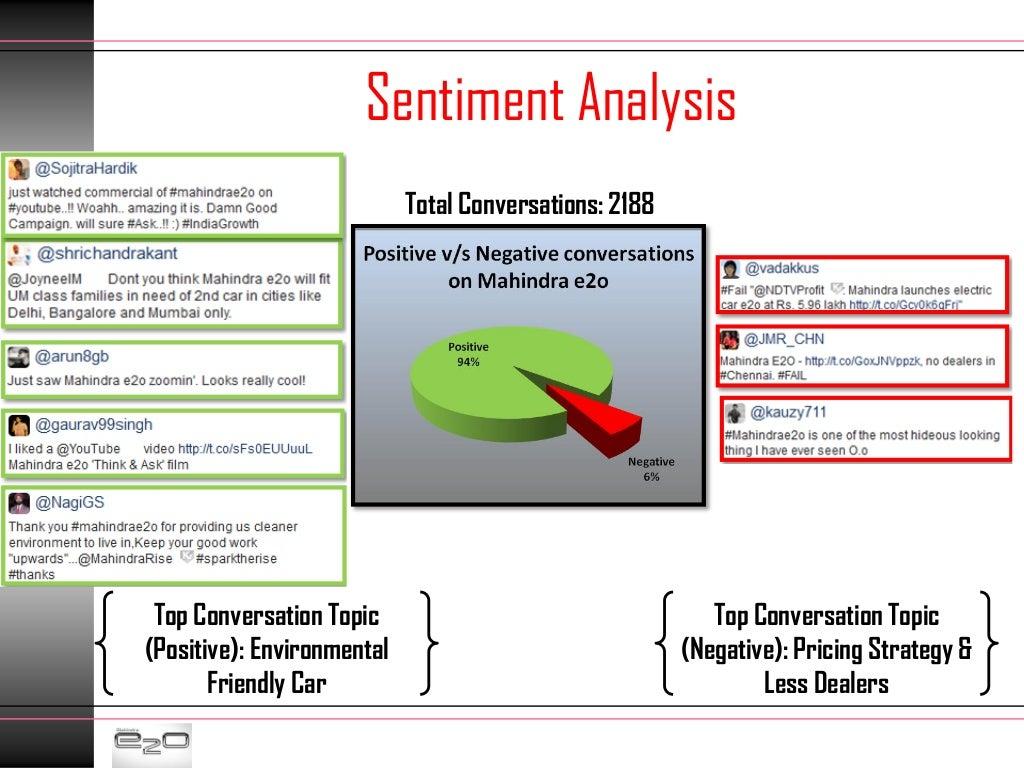 Sentiment Analysis
@SojitraHardik
just watched commercial of #mahindrae2o on
#youtube..!! Woahh.. amazing it is. Damn Good
Campaign. will sure #Ask..!! :) #IndiaGrowth
@shrichandrakant
@JoyneelM Dont you think Mahindra e2o will fit
UM class families in need of 2nd car in cities like
Delhi, Bangalore and Mumbai only.
@arun8gb
Just saw Mahindra e2o zoomin'. Looks really cool!
@gaurav99singh
I liked a @YouTube video http://t.co/sFs0EUUuuL
Mahindra e2o 'Think & Ask' film
@NagiGS
Thank you #mahindrae2o for providing us cleaner
environment to live in,Keep your good work
"upwards"...@MahindraRise #sparktherise
#thanks
Total Conversations: 2188
Positive v/s Negative conversations
on Mahindra e2o
Positive
94%
Negative
6%
@vadakkus
#Fail "@NDTVProfit : Mahindra launches electric
car e2o at Rs. 5.96 lakh http://t.co/Gcy0k6qFrj"
@JMR_CHN
Mahindra E2O - http://t.co/GoxJNVppzk, no dealers in
#Chennai. #FAIL
@kauzy711
#Mahindrae2o is one of the most hideous looking
thing I have ever seen O.o
Top Conversation Topic
(Positive): Environmental
Friendly Car
Top Conversation Topic
(Negative): Pricing Strategy &
Less Dealers
Mahindra
e2o